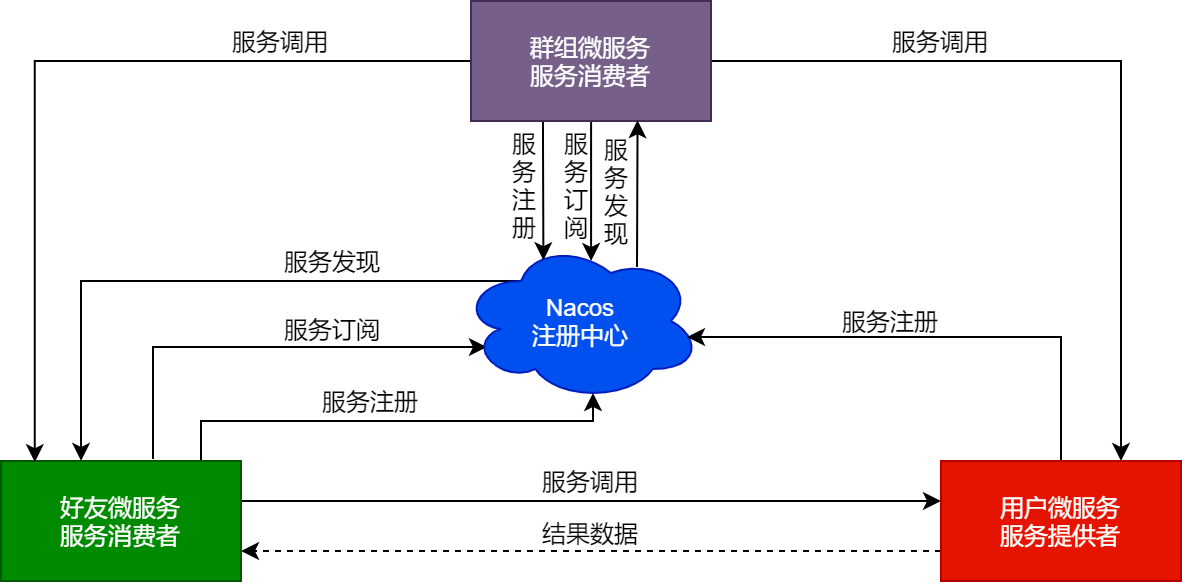 服务调用
群组微服务
服务消费者
服务调用
服务注册
服务订阅
服务发现
服务发现
Nacos
注册中心
服务订阅
服务注册
服务注册
好友微服务
服务消费者
服务调用
结果数据
用户微服务
服务提供者